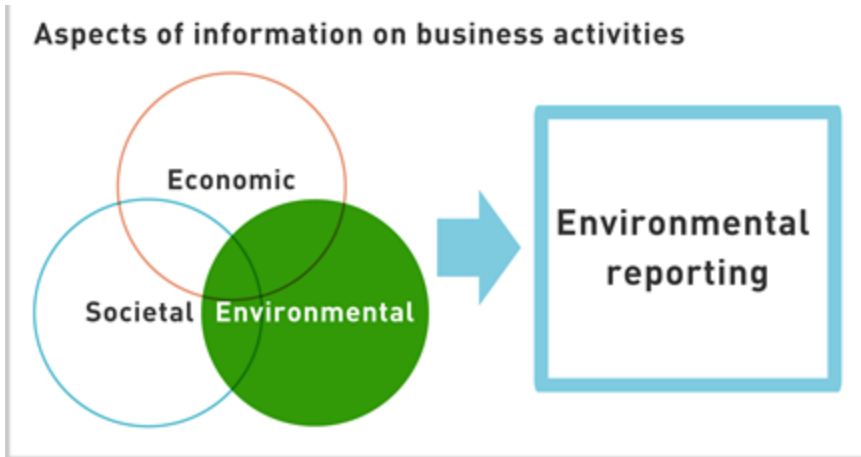 Aspects of information on business activities
Economic
Societal
Environmental
Environmental
reporting